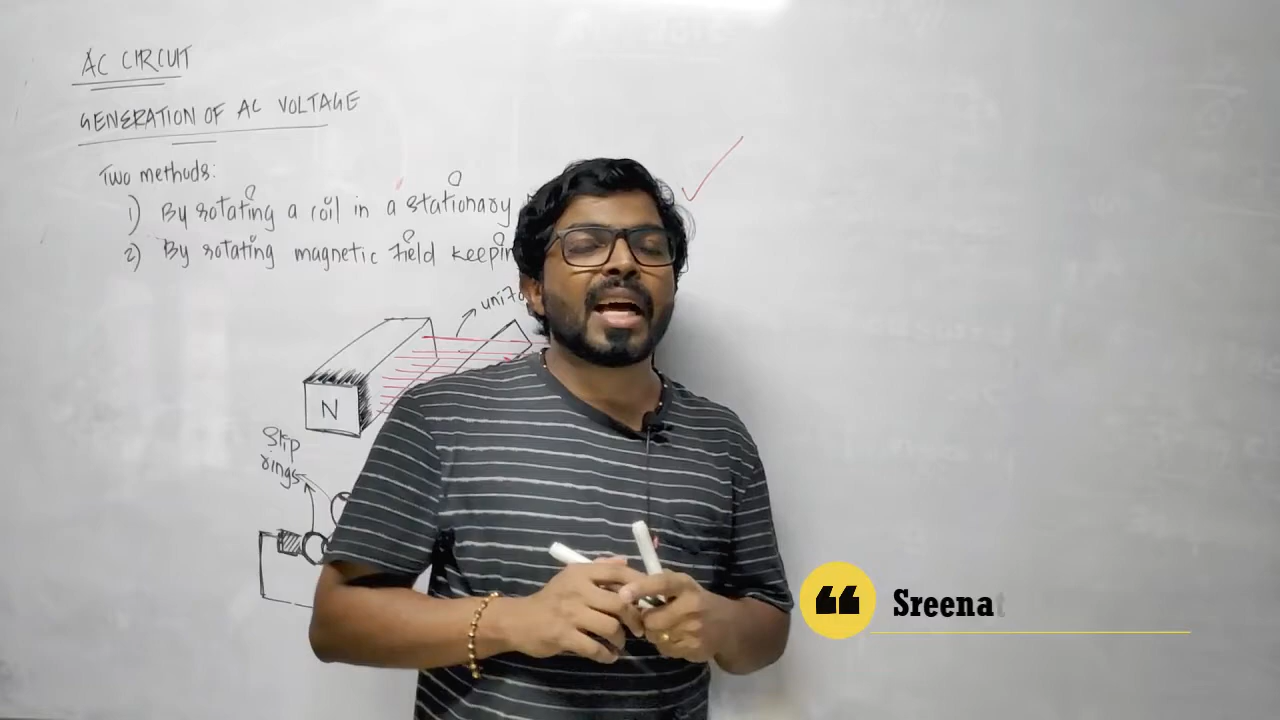 AC CIRCUIT
GENERATION OF AC VOLTAGE
Two methods:
1) By rotating a coil in a stationary
2) By rotating magnetic field keepin
unifo
N
Slip
rings
Sreenat